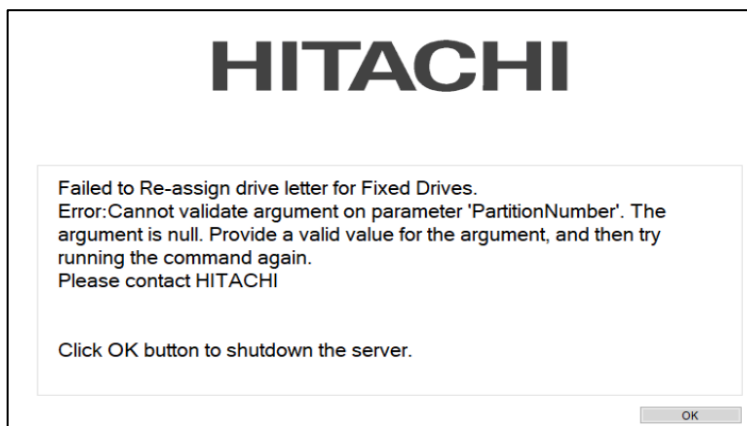 HITACHI
Failed to Re-assign drive letter for Fixed Drives.
Error:Cannot validate argument on parameter 'PartitionNumber'. The
argument is null. Provide a valid value for the argument, and then try
running the command again.
Please contact HITACHI
Click OK button to shutdown the server.
OK